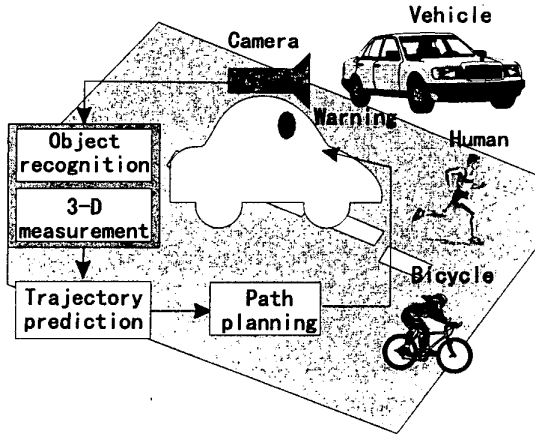 Vehicle
Camera
Warning
Human
Object
recognition
3-D
measurement
Bicycle
Trajectory
prediction
Path
planning